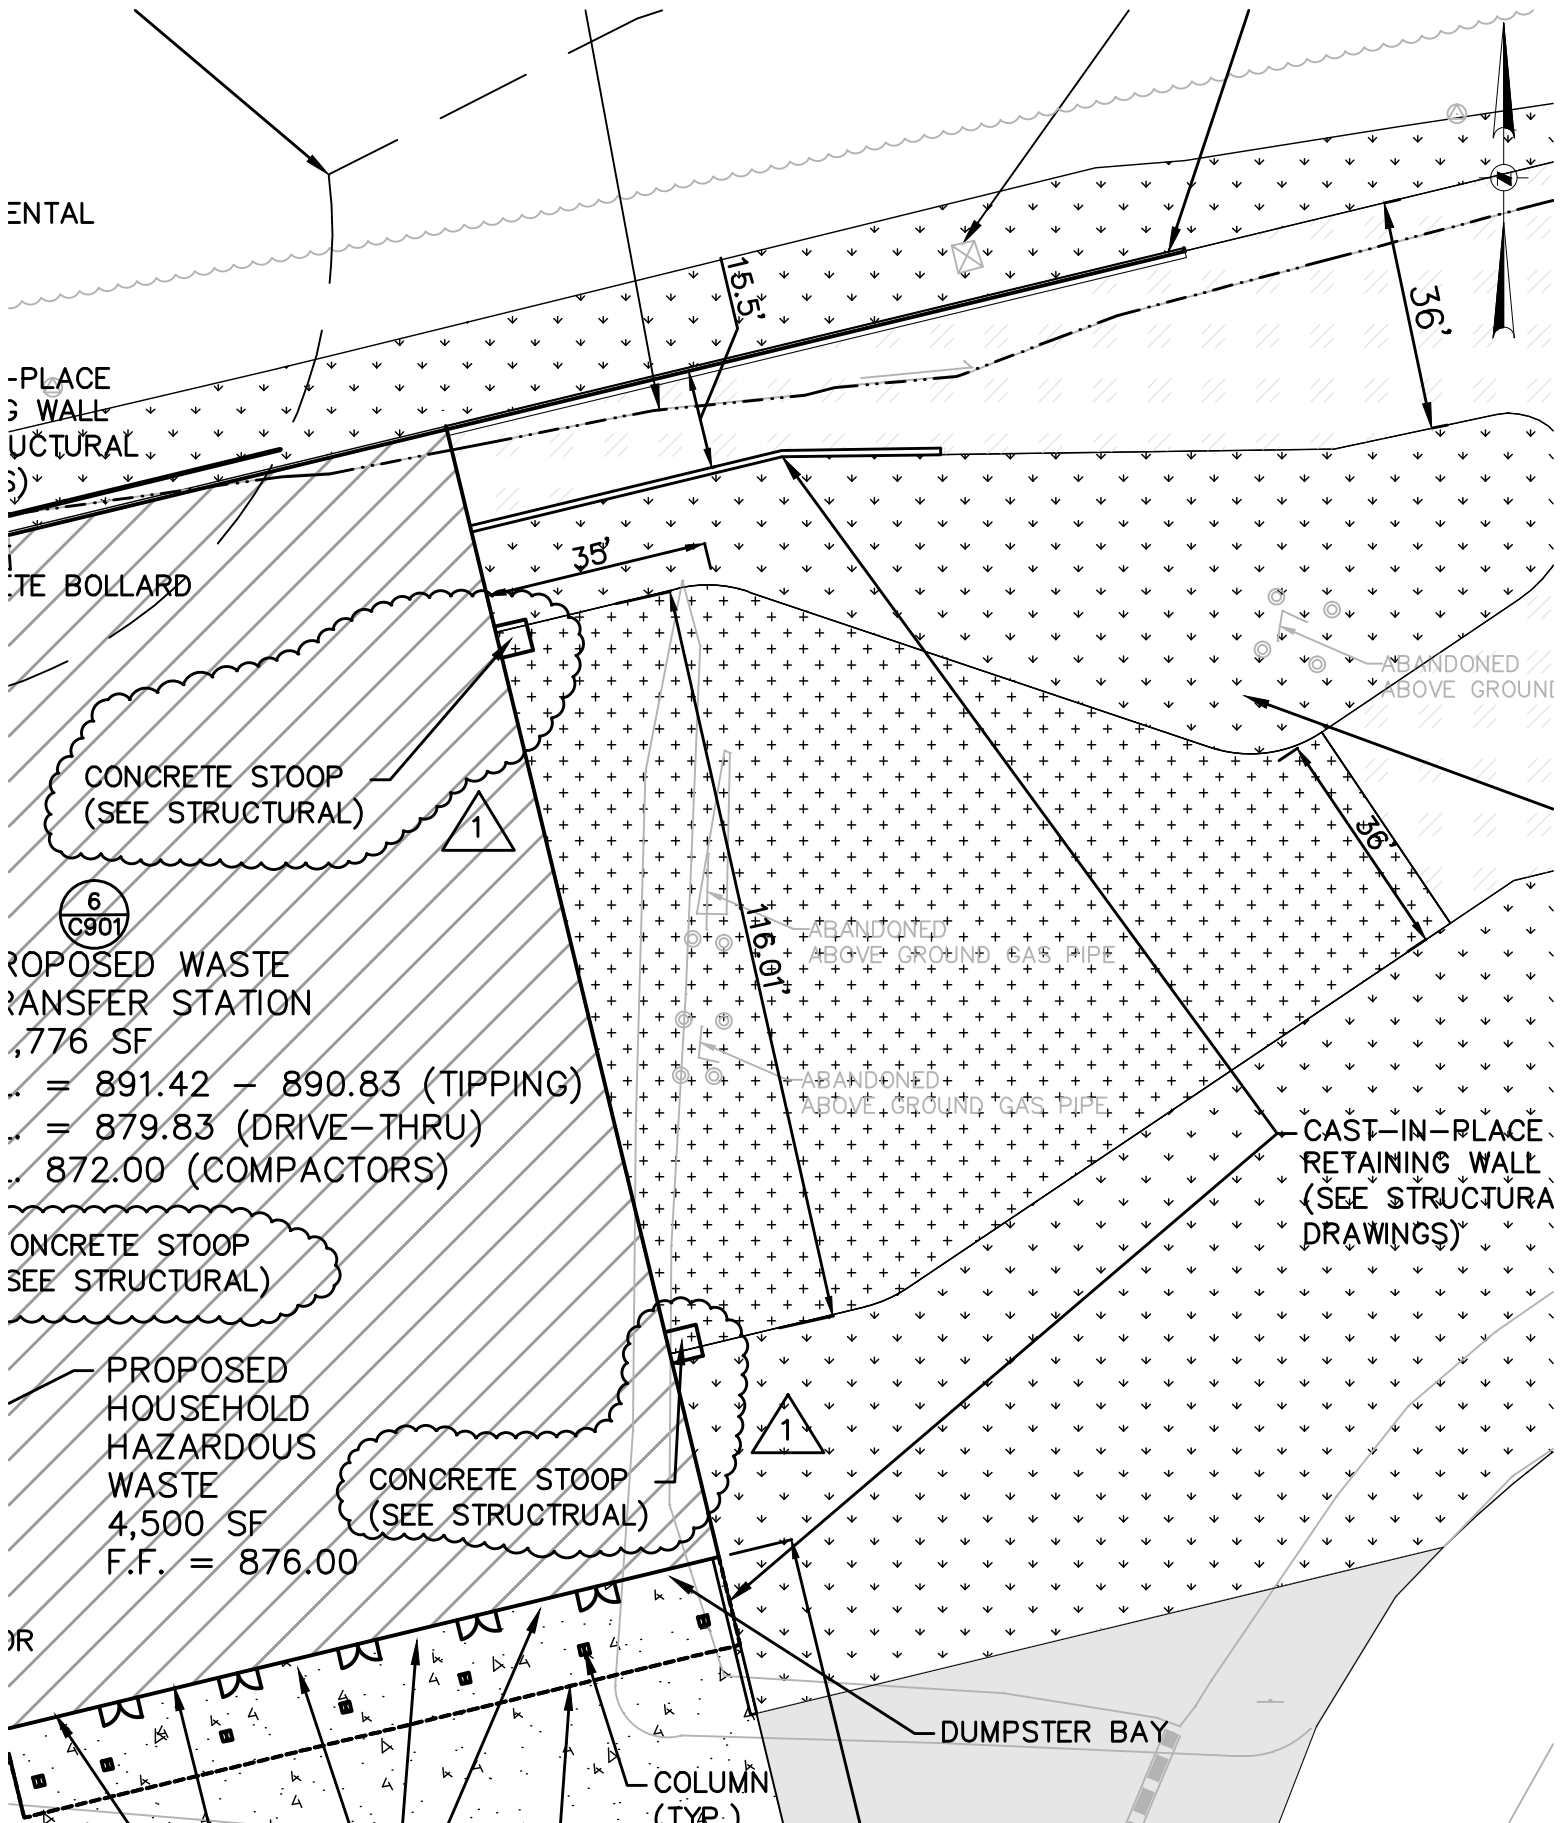 ENTAL
15.5'
36'
-PLACE
G WALL
UCTURAL
S)
35'
TE BOLLARD
ABANDONED
ABOVE GROUND
CONCRETE STOOP
(SEE STRUCTURAL)
1
36'
6
C901
116.01'
ABANDONED
ABOVE GROUND GAS PIPE
ROPOSED WASTE
RANSFER STATION
,776 SF
. = 891.42 – 890.83 (TIPPING)
. = 879.83 (DRIVE–THRU)
. 872.00 (COMPACTORS)
ABANDONED
ABOVE GROUND GAS PIPE
CAST–IN–PLACE
RETAINING WALL
(SEE STRUCTURA
DRAWINGS)
ONCRETE STOOP
SEE STRUCTURAL)
PROPOSED
HOUSEHOLD
HAZARDOUS
WASTE
4,500 SF
F.F. = 876.00
1
CONCRETE STOOP
(SEE STRUCTRUAL)
OR
DUMPSTER BAY
COLUMN
(TYP.)